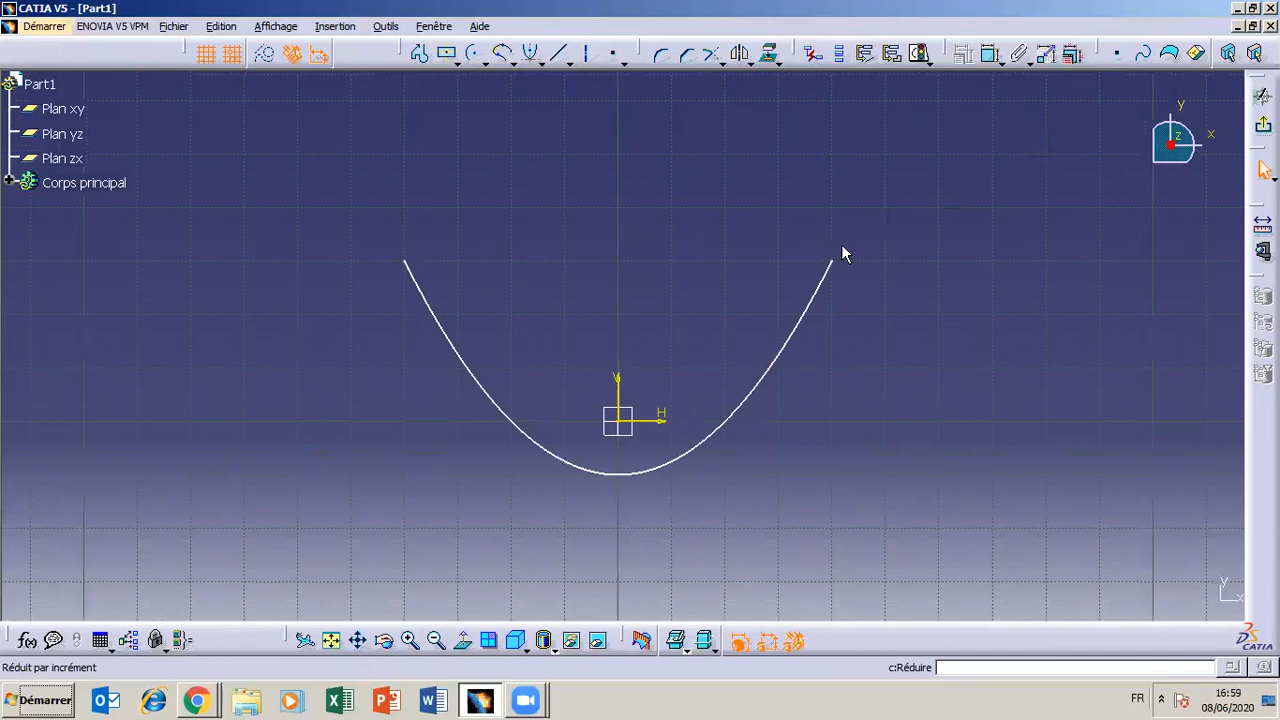 CATIA V5 - [Part1]
Démarrer ENOVIA V5 VPM Fichier Edition Affichage Insertion Outils Fenêtre Aide
Part1
Plan xy
Plan yz
Plan zx
Corps principal
y
x
z
V
H
y
x
f(x)
CATIA
Réduit par incrément
c:Réduire
Démarrer
FR
16:59
08/06/2020